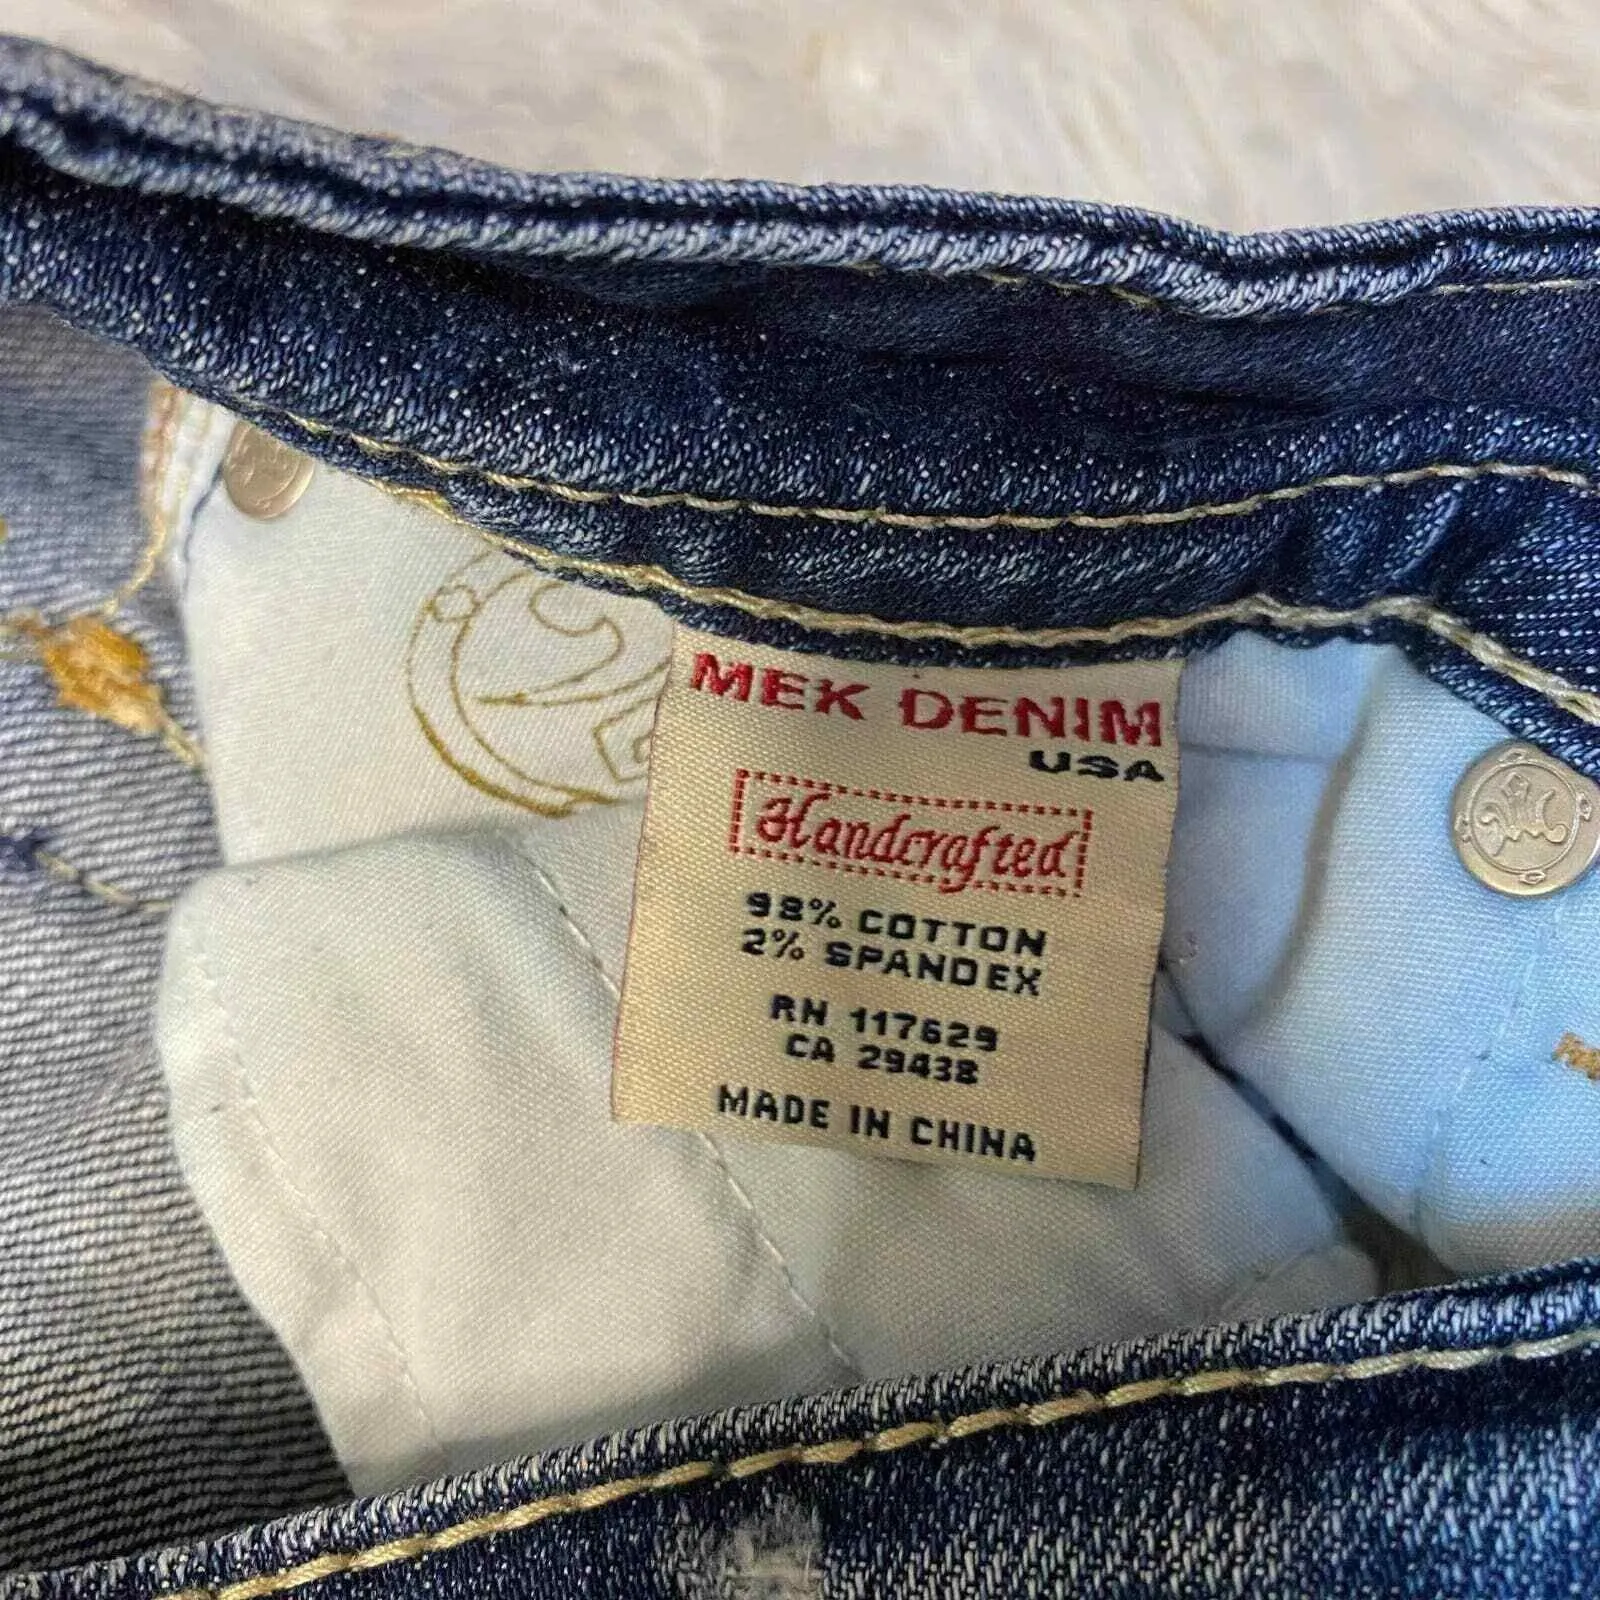 MEK DENIM
USA
Handcrafted
98% COTTON
2% SPANDEX
RN 117629
CA 29438
MADE IN CHINA